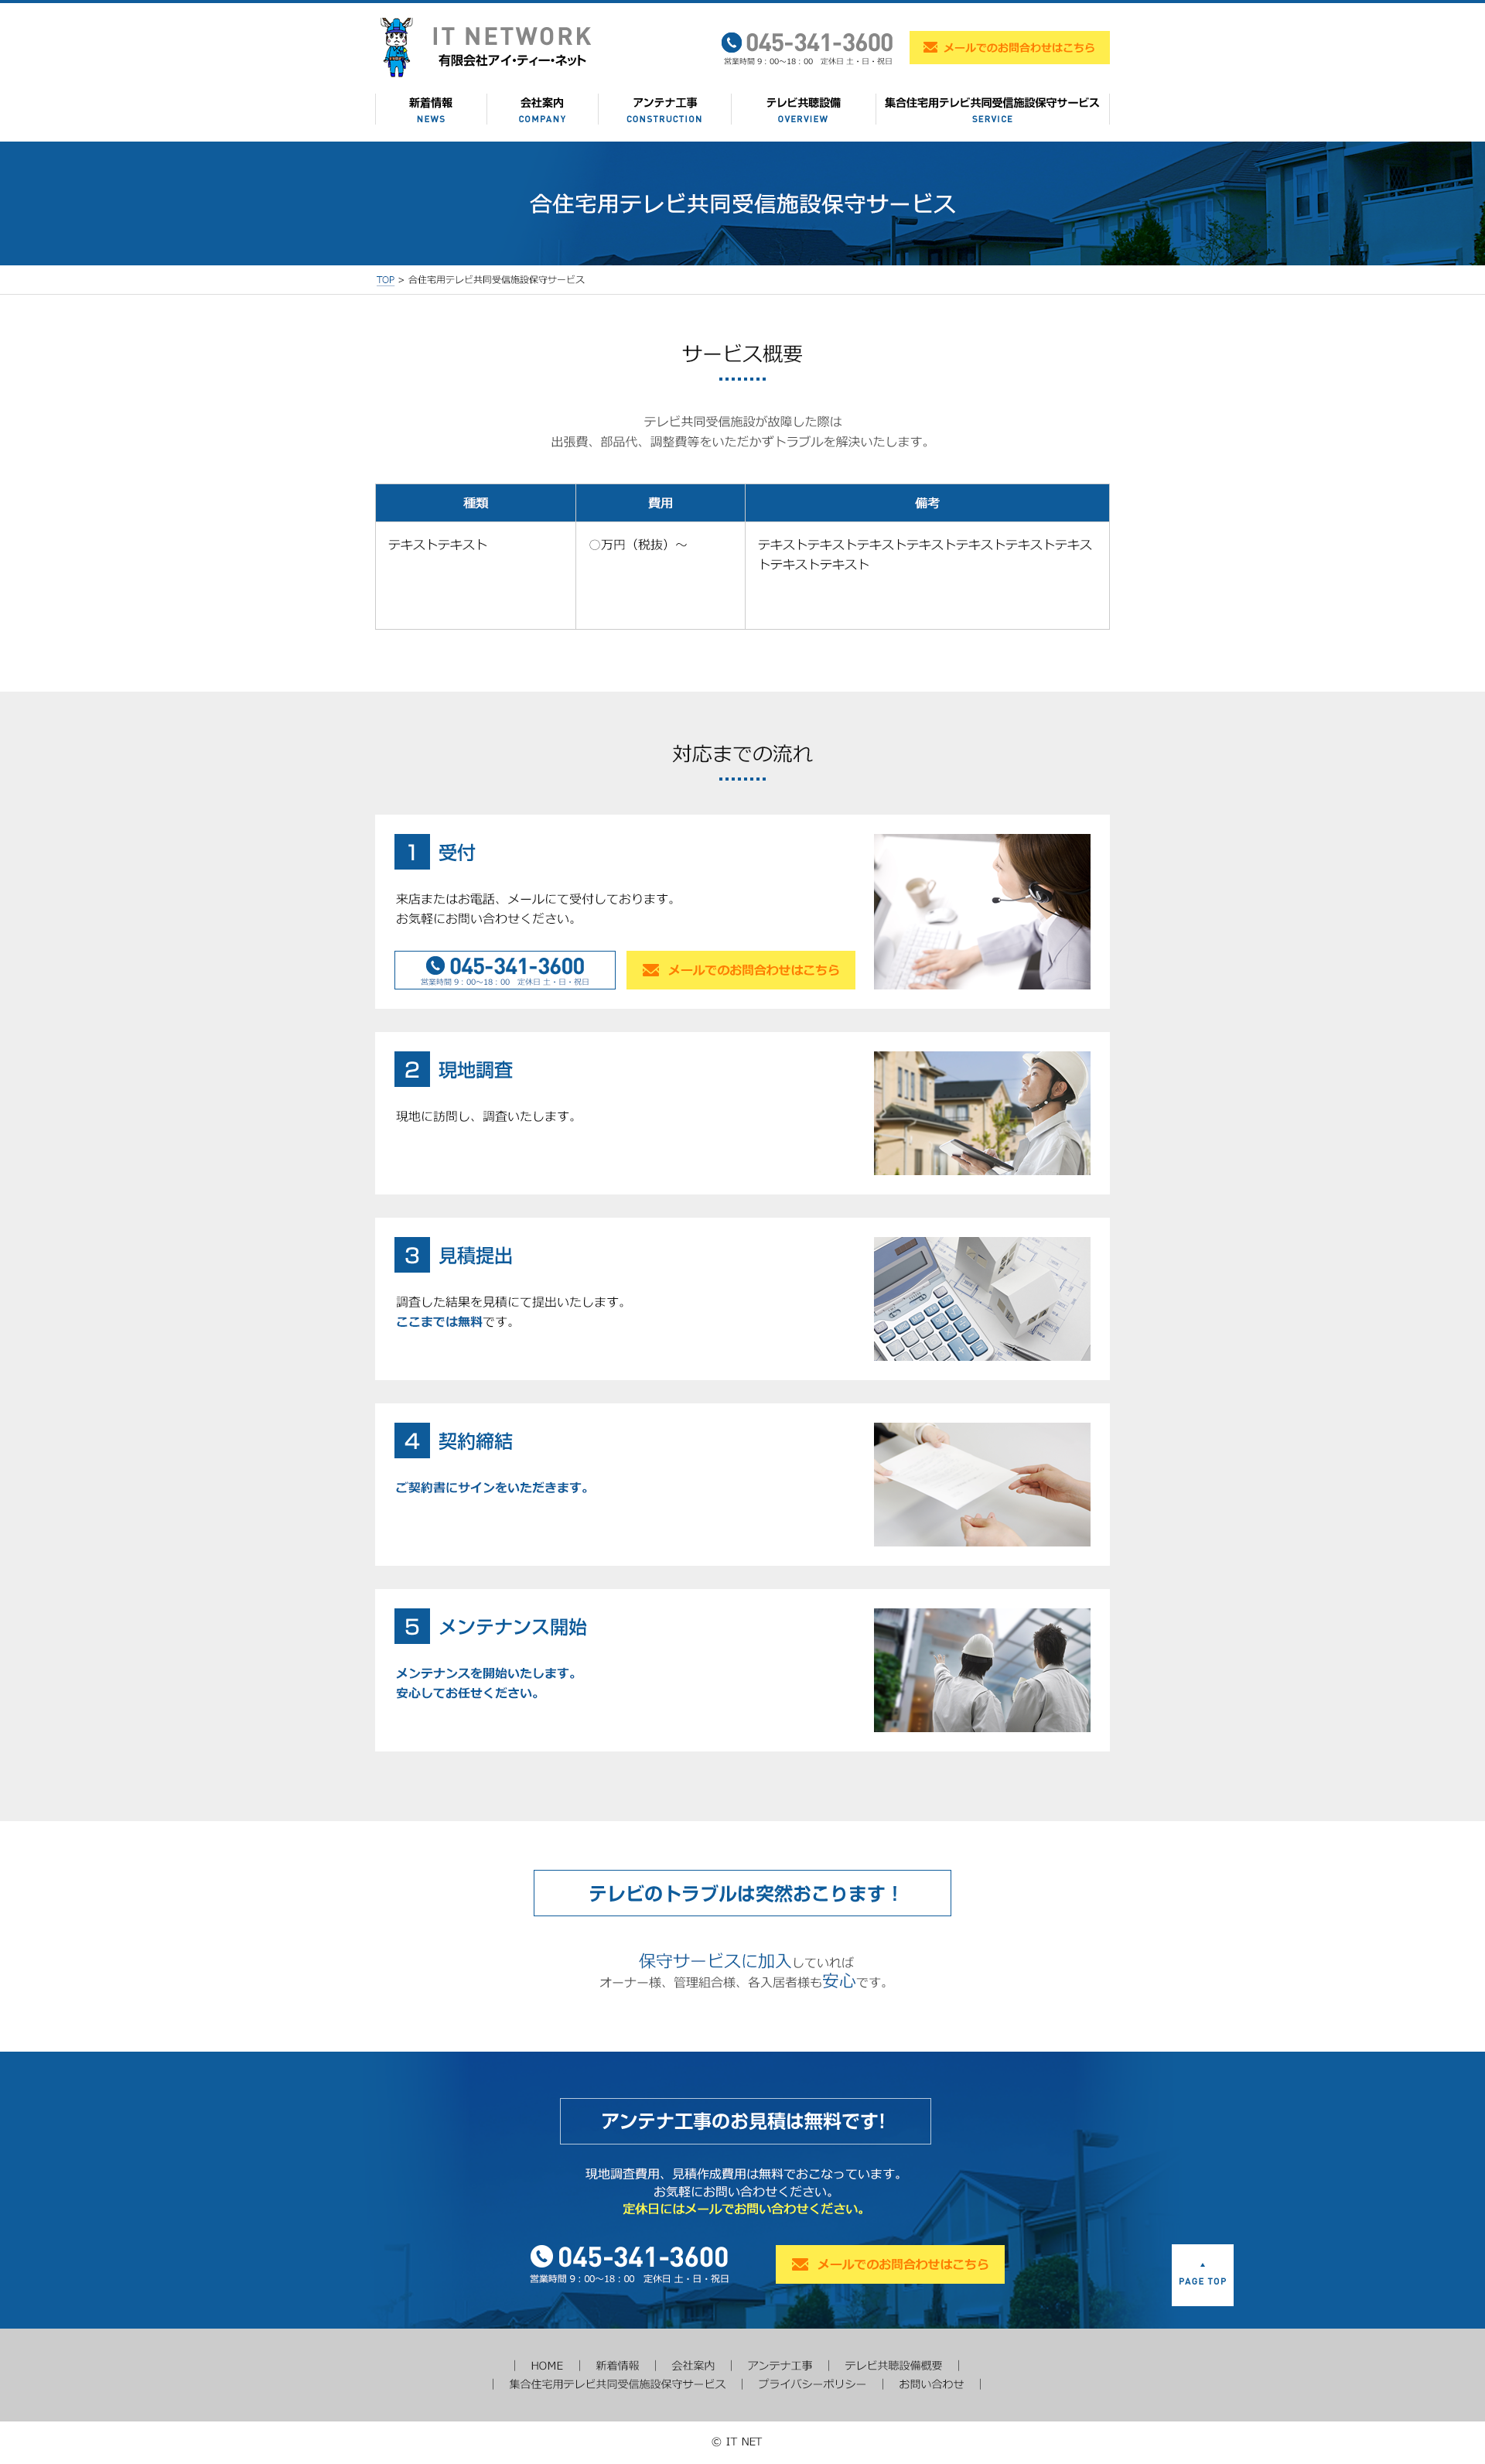 IT NETWORK
有限会社アイ・ティー・ネット
045-341-3600
営業時間 9：00～18：00　定休日 土・日・祝日
メールでのお問合わせはこちら
新着情報
NEWS
会社案内
COMPANY
アンテナ工事
CONSTRUCTION
テレビ共聴設備
OVERVIEW
集合住宅用テレビ共同受信施設保守サービス
SERVICE
合住宅用テレビ共同受信施設保守サービス
TOP > 合住宅用テレビ共同受信施設保守サービス
サービス概要
テレビ共同受信施設が故障した際は
出張費、部品代、調整費等をいただかずトラブルを解決いたします。
種類 費用 備考
テキストテキスト
○万円（税抜）～
テキストテキストテキストテキストテキストテキストテキス
トテキストテキスト
対応までの流れ
1 受付
来店またはお電話、メールにて受付しております。
お気軽にお問い合わせください。
045-341-3600
営業時間 9：00～18：00　定休日 土・日・祝日
メールでのお問合わせはこちら
2 現地調査
現地に訪問し、調査いたします。
3 見積提出
調査した結果を見積にて提出いたします。
ここまでは無料です。
4 契約締結
ご契約書にサインをいただきます。
5 メンテナンス開始
メンテナンスを開始いたします。
安心してお任せください。
テレビのトラブルは突然おこります！
保守サービスに加入していれば
オーナー様、管理組合様、各入居者様も安心です。
アンテナ工事のお見積は無料です!
現地調査費用、見積作成費用は無料でおこなっています。
お気軽にお問い合わせください。
定休日にはメールでお問い合わせください。
045-341-3600
営業時間 9：00～18：00　定休日 土・日・祝日
メールでのお問合わせはこちら
PAGE TOP
｜ HOME ｜ 新着情報 ｜ 会社案内 ｜ アンテナ工事 ｜ テレビ共聴設備概要 ｜
｜ 集合住宅用テレビ共同受信施設保守サービス ｜ プライバシーポリシー ｜ お問い合わせ ｜
© IT NET